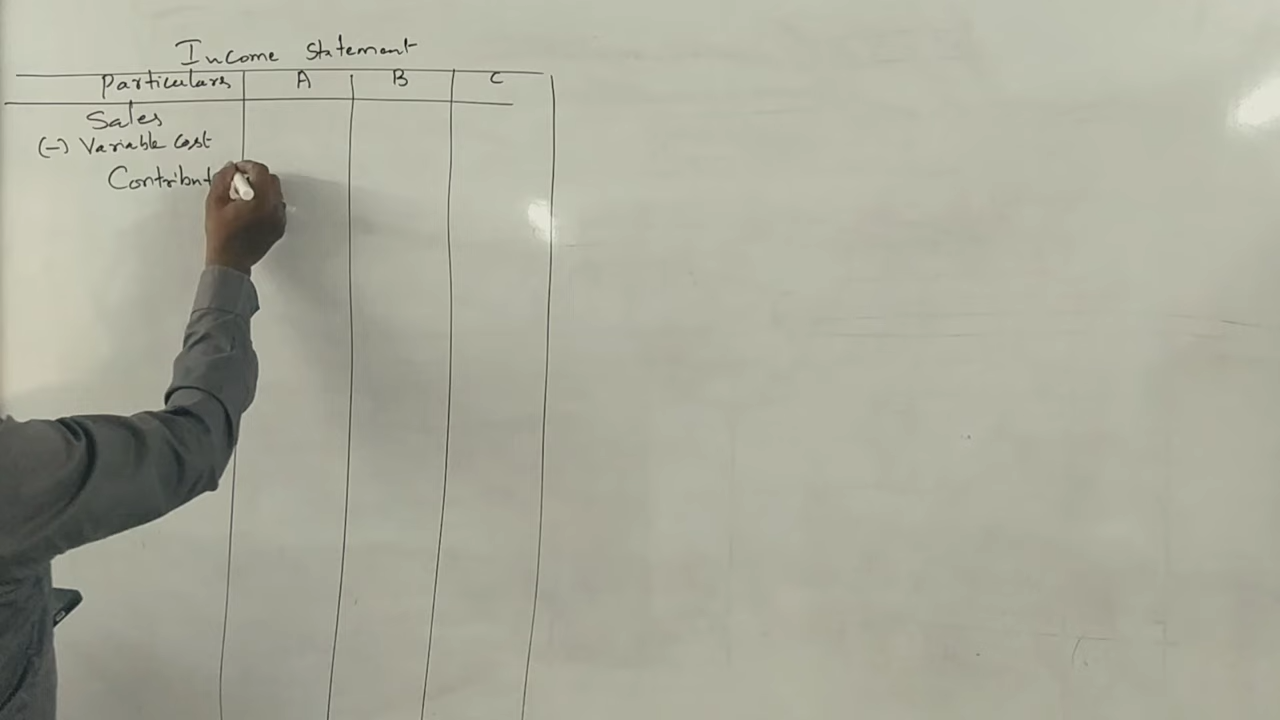 Income Statement
Particulars A B C
Sales
(-) Variable Cost
Contribut